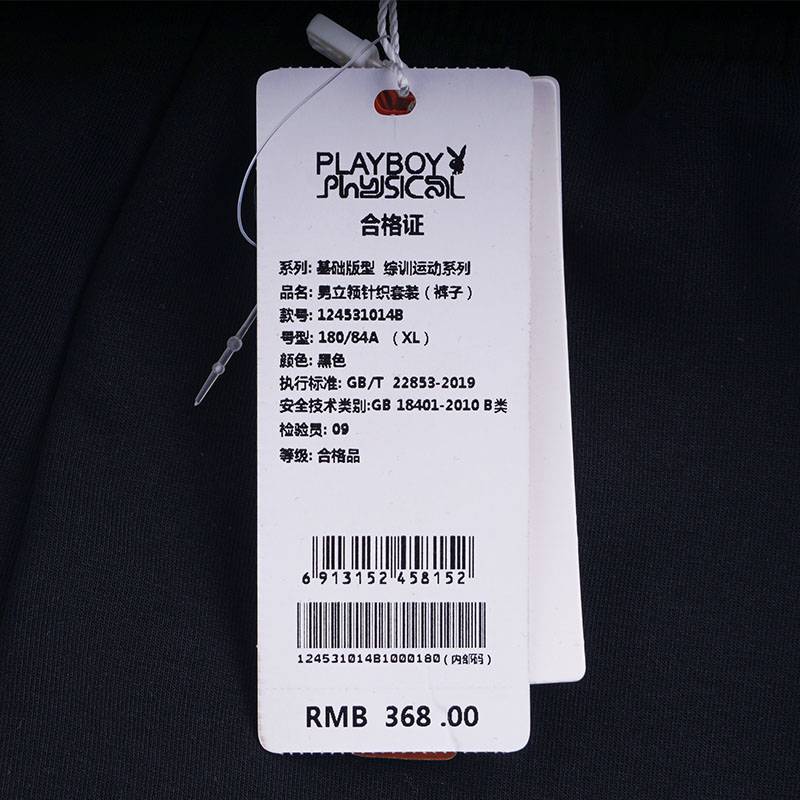 PLAYBOY
PHYSICAL
合格证
系列: 基础版型 综训运动系列
品名: 男立领针织套装（裤子）
款号: 124531014B
号型: 180/84A （XL）
颜色: 黑色
执行标准: GB/T 22853-2019
安全技术类别:GB 18401-2010 B类
检验员: 09
等级: 合格品
6 913152 458152
124531014B1000180(内部码)
RMB 368 .00